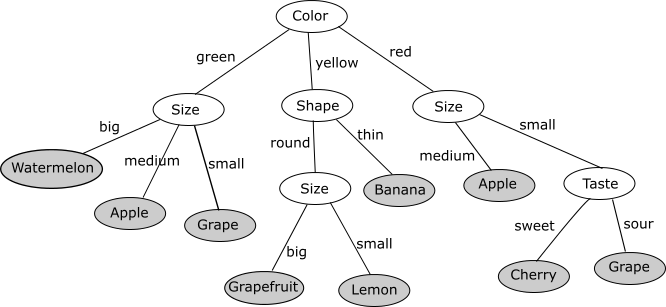 Color
green
yellow
red
Size
Shape
Size
big
medium
small
round
thin
medium
small
Watermelon
Apple
Grape
Size
Banana
Apple
Taste
big
small
sweet
sour
Grapefruit
Lemon
Cherry
Grape